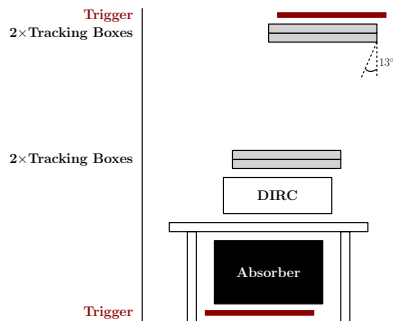 Trigger
2×Tracking Boxes
13°
2×Tracking Boxes
DIRC
Absorber
Trigger